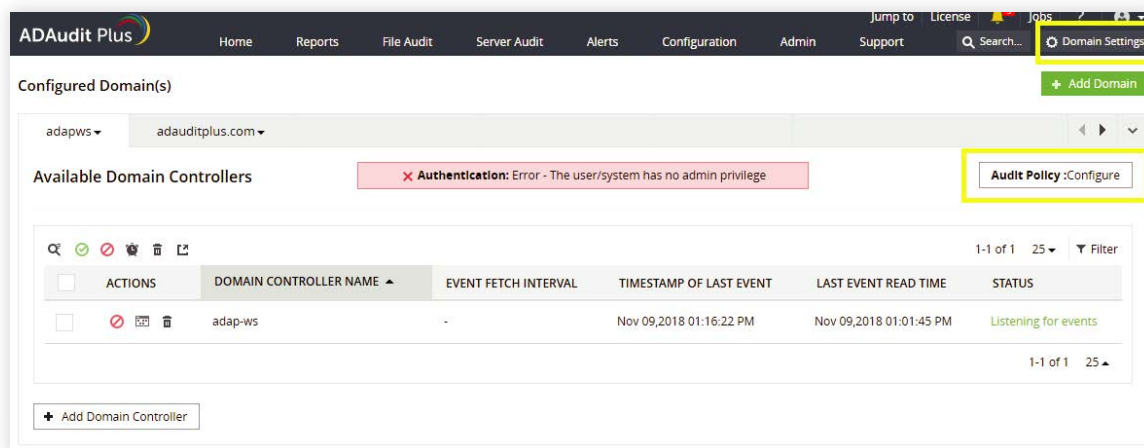 Jump to License Jobs ?
ADAudit Plus
Home Reports File Audit Server Audit Alerts Configuration Admin Support Search... Domain Settings
Configured Domain(s)
+ Add Domain
adapws adauditplus.com
Available Domain Controllers
Authentication: Error - The user/system has no admin privilege
Audit Policy :Configure
1-1 of 1 25 Filter
ACTIONS DOMAIN CONTROLLER NAME EVENT FETCH INTERVAL TIMESTAMP OF LAST EVENT LAST EVENT READ TIME STATUS
adap-ws - Nov 09,2018 01:16:22 PM Nov 09,2018 01:01:45 PM Listening for events
1-1 of 1 25
+ Add Domain Controller